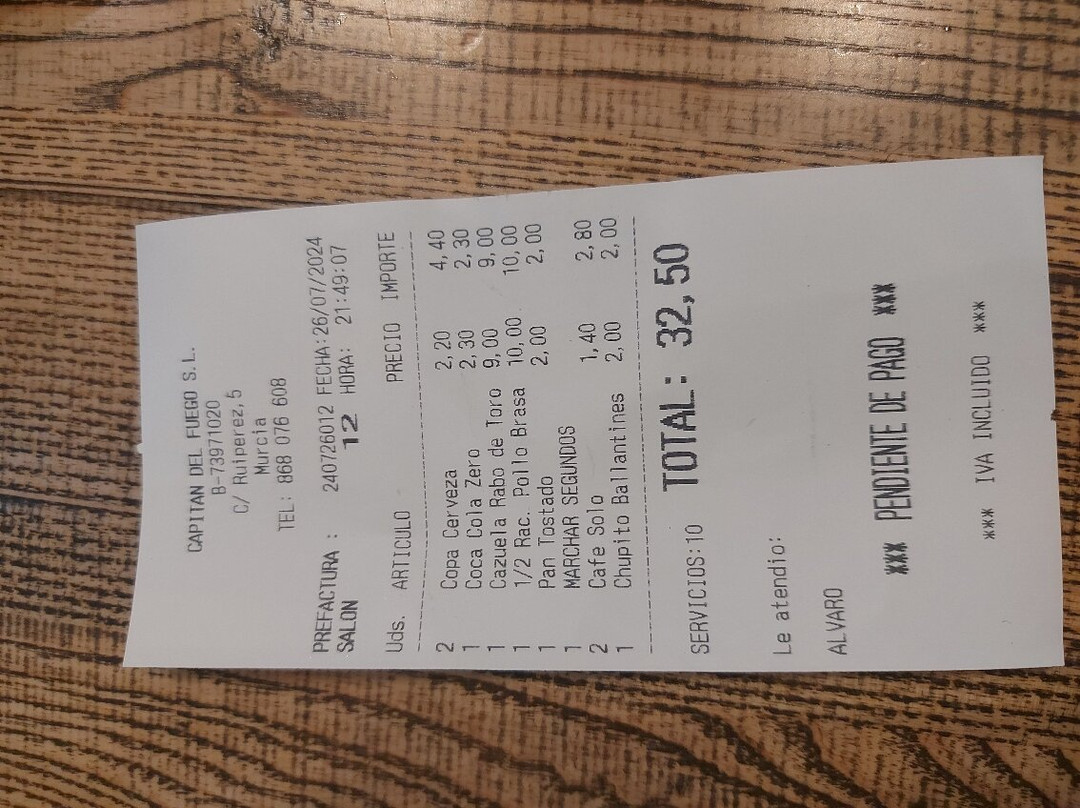 CAPITAN DEL FUEGO S.L.
B-73971020
C/ Ruiperez,5
Murcia
TEL: 868 076 608
PREFACTURA : 240726012 FECHA:26/07/2024
SALON 12 HORA: 21:49:07
Uds. ARTICULO PRECIO IMPORTE
2 Copa Cerveza 2,20 4,40
1 Coca Cola Zero 2,30 2,30
1 Cazuela Rabo de Toro 9,00 9,00
1 1/2 Rac. Pollo Brasa 10,00 10,00
1 Pan Tostado 2,00 2,00
1 MARCHAR SEGUNDOS
2 Cafe Solo 1,40 2,80
1 Chupito Ballantines 2,00 2,00
SERVICIOS:10 TOTAL: 32,50
Le atendio:
ALVARO
*** PENDIENTE DE PAGO ***
*** IVA INCLUIDO ***